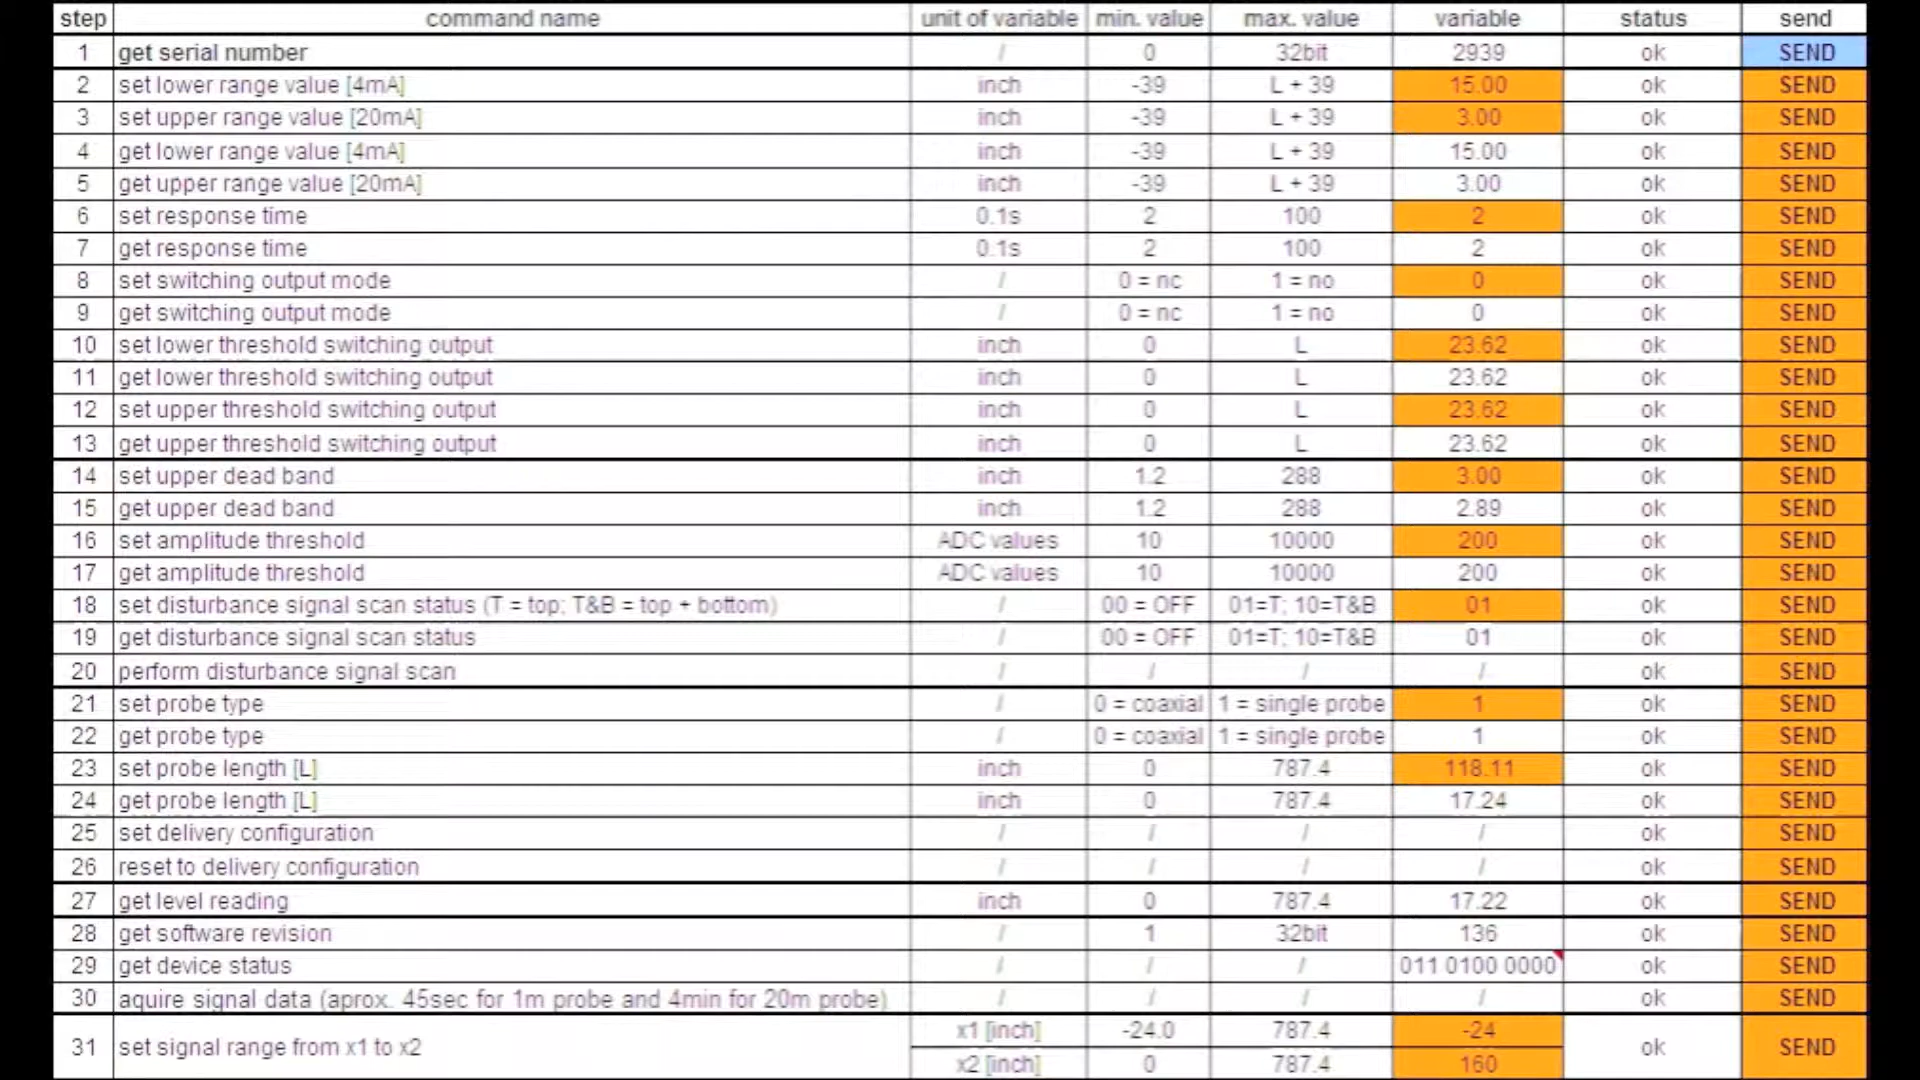 step command name unit of variable min. value max. value variable status send
1 get serial number / 0 32bit 2939 ok SEND
2 set lower range value [4mA] inch -39 L + 39 15.00 ok SEND
3 set upper range value [20mA] inch -39 L + 39 3.00 ok SEND
4 get lower range value [4mA] inch -39 L + 39 15.00 ok SEND
5 get upper range value [20mA] inch -39 L + 39 3.00 ok SEND
6 set response time 0.1s 2 100 2 ok SEND
7 get response time 0.1s 2 100 2 ok SEND
8 set switching output mode / 0 = nc 1 = no 0 ok SEND
9 get switching output mode / 0 = nc 1 = no 0 ok SEND
10 set lower threshold switching output inch 0 L 23.62 ok SEND
11 get lower threshold switching output inch 0 L 23.62 ok SEND
12 set upper threshold switching output inch 0 L 23.62 ok SEND
13 get upper threshold switching output inch 0 L 23.62 ok SEND
14 set upper dead band inch 1.2 288 3.00 ok SEND
15 get upper dead band inch 1.2 288 2.89 ok SEND
16 set amplitude threshold ADC values 10 10000 200 ok SEND
17 get amplitude threshold ADC values 10 10000 200 ok SEND
18 set disturbance signal scan status (T = top; T&B = top + bottom) / 00 = OFF 01=T; 10=T&B 01 ok SEND
19 get disturbance signal scan status / 00 = OFF 01=T; 10=T&B 01 ok SEND
20 perform disturbance signal scan / / / / ok SEND
21 set probe type / 0 = coaxial 1 = single probe 1 ok SEND
22 get probe type / 0 = coaxial 1 = single probe 1 ok SEND
23 set probe length [L] inch 0 787.4 118.11 ok SEND
24 get probe length [L] inch 0 787.4 17.24 ok SEND
25 set delivery configuration / / / / ok SEND
26 reset to delivery configuration / / / / ok SEND
27 get level reading inch 0 787.4 17.22 ok SEND
28 get software revision / 1 32bit 136 ok SEND
29 get device status / / / 011 0100 0000 ok SEND
30 aquire signal data (aprox. 45sec for 1m probe and 4min for 20m probe) / / / / ok SEND
31 set signal range from x1 to x2 x1 [inch] -24.0 787.4 -24 ok SEND
x2 [inch] 0 787.4 160